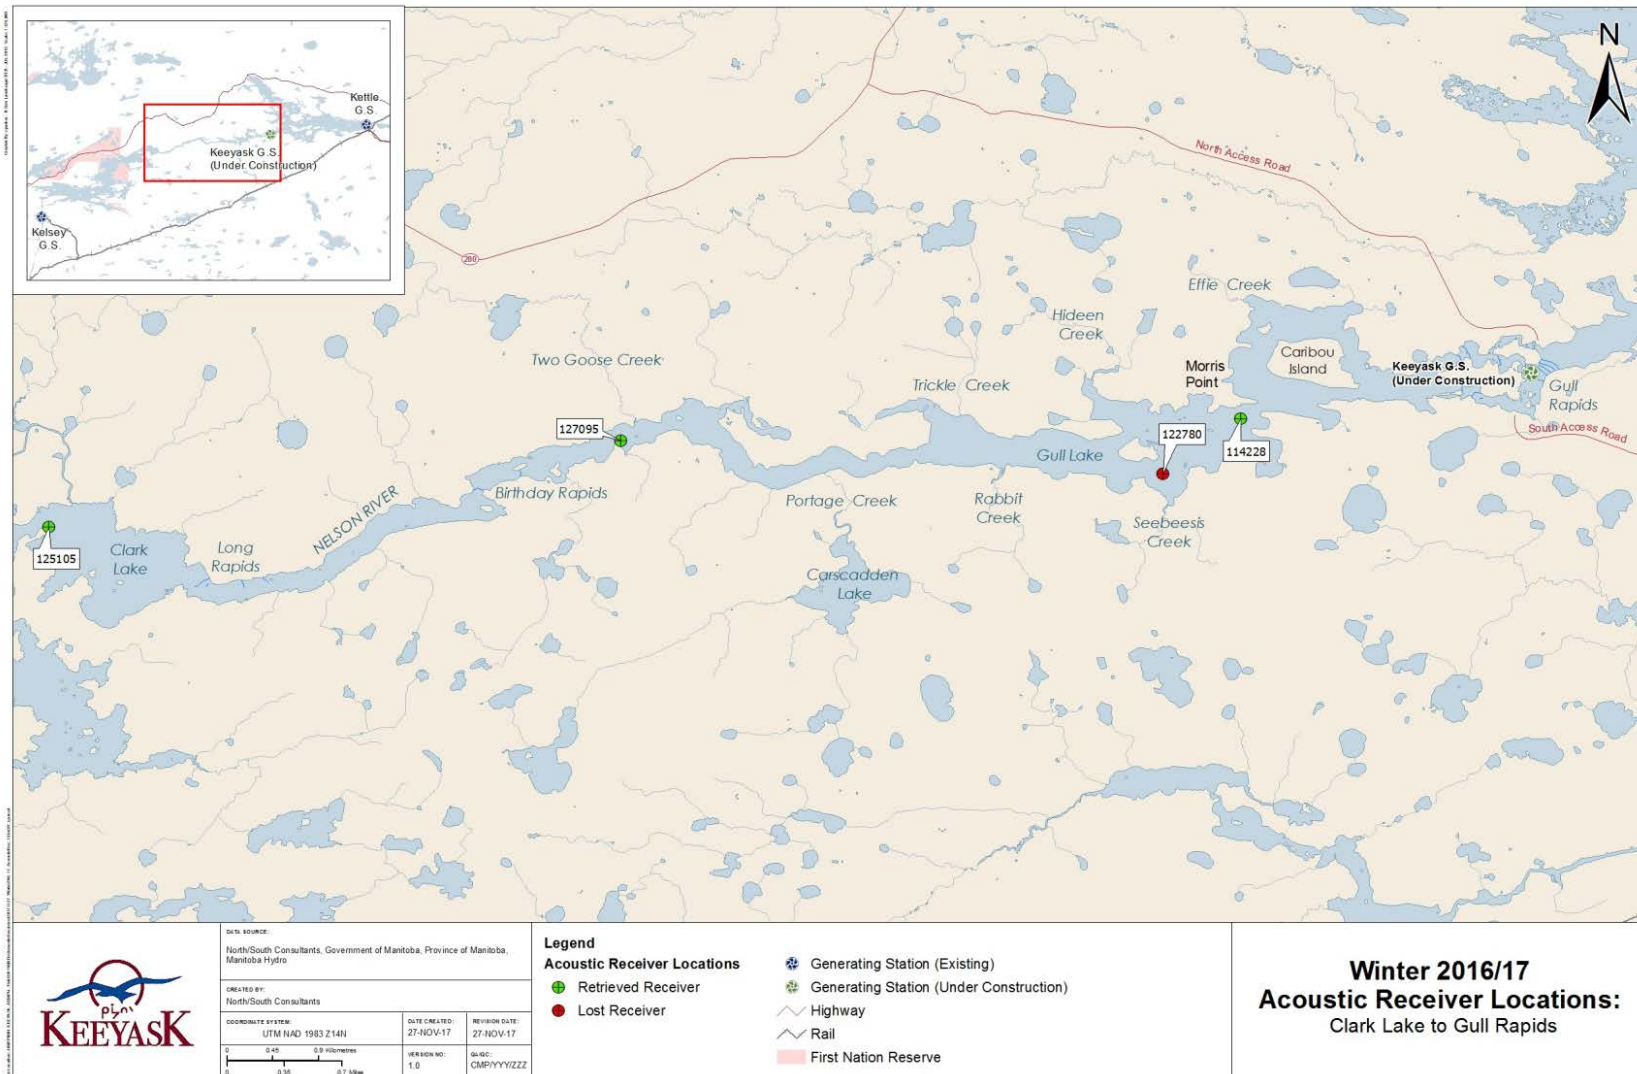 Kettle
G.S.
Keeyask G.S.
(Under Construction)
Kelsey
G.S.
N
North Access Road
280
Effie Creek
Hideen
Creek
Two Goose Creek
Caribou
Island
Morris
Point
Keeyask G.S.
(Under Construction)
Trickle Creek
Gull
Rapids
South Access Road
127095
122780
114228
Gull Lake
NELSON RIVER
Birthday Rapids
Portage Creek
Rabbit
Creek
Seebeesis
Creek
125105
Clark
Lake
Long
Rapids
Carscadden
Lake
KEEYASK
DATA SOURCE:
North/South Consultants, Government of Manitoba, Province of Manitoba,
Manitoba Hydro
CREATED BY:
North/South Consultants
COORDINATE SYSTEM:
UTM NAD 1983 Z14N
DATE CREATED:
27-NOV-17
REVISION DATE:
27-NOV-17
0 0.45 0.9 Kilometres
VERSION NO:
1.0
QA/QC:
CMP/YYY/ZZZ
Legend
Acoustic Receiver Locations
Retrieved Receiver
Lost Receiver
Generating Station (Existing)
Generating Station (Under Construction)
Highway
Rail
First Nation Reserve
Winter 2016/17
Acoustic Receiver Locations:
Clark Lake to Gull Rapids